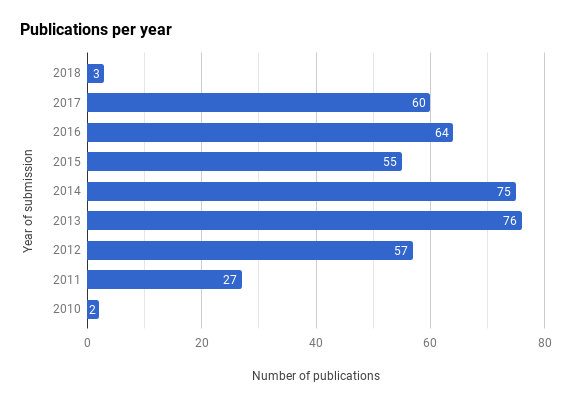 Publications per year
Year of submission
2018 3
2017 60
2016 64
2015 55
2014 75
2013 76
2012 57
2011 27
2010 2
0 20 40 60 80
Number of publications